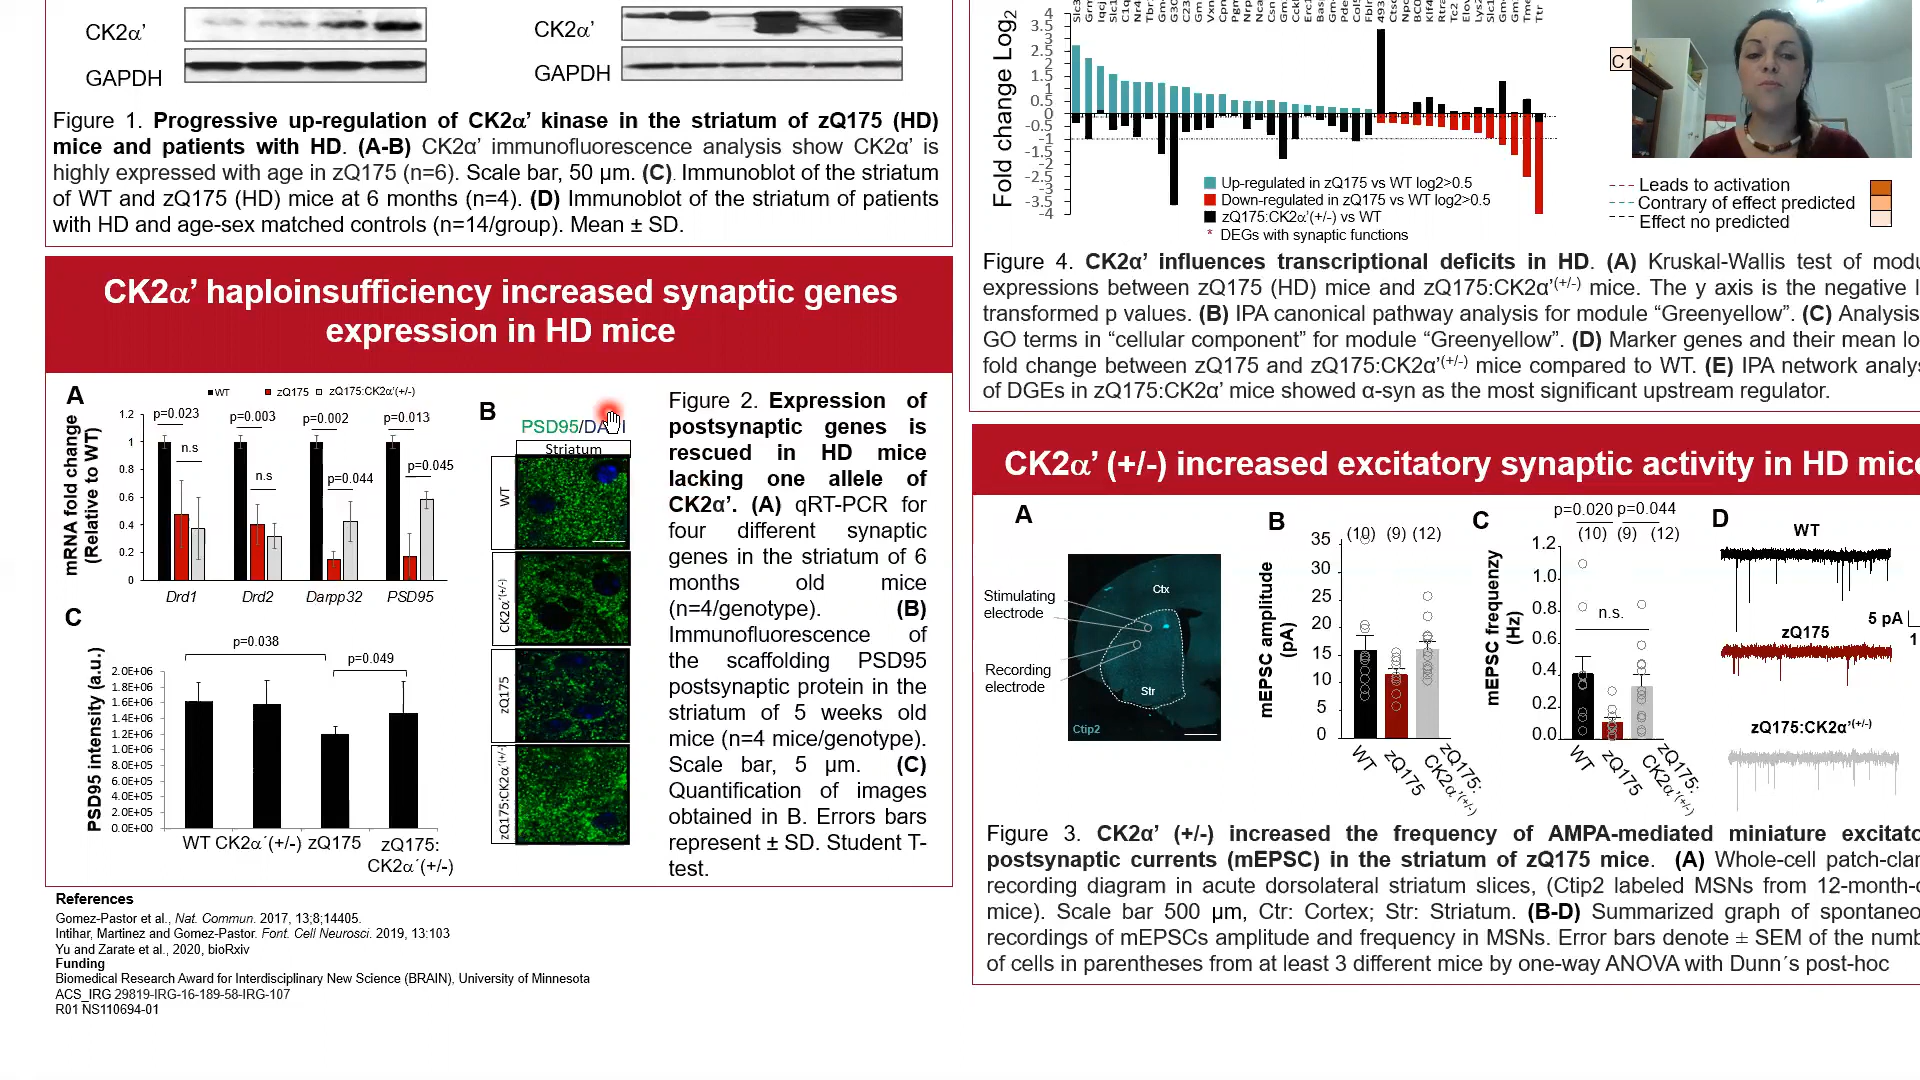 CK2α’
GAPDH
CK2α’
GAPDH
Figure 1. Progressive up-regulation of CK2α’ kinase in the striatum of zQ175 (HD)
mice and patients with HD. (A-B) CK2α’ immunofluorescence analysis show CK2α’ is
highly expressed with age in zQ175 (n=6). Scale bar, 50 µm. (C). Immunoblot of the striatum
of WT and zQ175 (HD) mice at 6 months (n=4). (D) Immunoblot of the striatum of patients
with HD and age-sex matched controls (n=14/group). Mean ± SD.
CK2α’ haploinsufficiency increased synaptic genes
expression in HD mice
A
WT zQ175 zQ175:CK2α’(+/-)
mRNA fold change
(Relative to WT)
1.2
1
0.8
0.6
0.4
0.2
0
p=0.023
n.s
p=0.003
n.s
p=0.002
p=0.044
p=0.013
p=0.045
Drd1 Drd2 Darpp32 PSD95
B
PSD95/DAPI
Striatum
WT
CK2α´(+/-)
zQ175
zQ175:CK2α´(+/-)
C
PSD95 intensity (a.u.)
p=0.038
p=0.049
2.0E+06
1.8E+06
1.6E+06
1.4E+06
1.2E+06
1.0E+06
8.0E+05
6.0E+05
4.0E+05
2.0E+05
0.0E+00
WT CK2α´(+/-) zQ175 zQ175:
CK2α´(+/-)
Figure 2. Expression of
postsynaptic genes is
rescued in HD mice
lacking one allele of
CK2α’. (A) qRT-PCR for
four different synaptic
genes in the striatum of 6
months old mice
(n=4/genotype). (B)
Immunofluorescence of
the scaffolding PSD95
postsynaptic protein in the
striatum of 5 weeks old
mice (n=4 mice/genotype).
Scale bar, 5 µm. (C)
Quantification of images
obtained in B. Errors bars
represent ± SD. Student T-
test.
References
Gomez-Pastor et al., Nat. Commun. 2017, 13;8;14405.
Intihar, Martinez and Gomez-Pastor. Font. Cell Neurosci. 2019, 13:103
Yu and Zarate et al., 2020, bioRxiv
Funding
Biomedical Research Award for Interdisciplinary New Science (BRAIN), University of Minnesota
ACS_IRG 29819-IRG-16-189-58-IRG-107
R01 NS110694-01
Fold change Log2
4
3.5
3
2.5
2
1.5
1
0.5
0
-0.5
-1
-1.5
-2
-2.5
-3
-3.5
-4
Up-regulated in zQ175 vs WT log2>0.5
Down-regulated in zQ175 vs WT log2>0.5
zQ175:CK2α’(+/-) vs WT
* DEGs with synaptic functions
C1
Leads to activation
Contrary of effect predicted
Effect no predicted
Figure 4. CK2α’ influences transcriptional deficits in HD. (A) Kruskal-Wallis test of modu
expressions between zQ175 (HD) mice and zQ175:CK2α’(+/-) mice. The y axis is the negative l
transformed p values. (B) IPA canonical pathway analysis for module “Greenyellow”. (C) Analysis
GO terms in “cellular component” for module “Greenyellow”. (D) Marker genes and their mean lo
fold change between zQ175 and zQ175:CK2α’(+/-) mice compared to WT. (E) IPA network analys
of DGEs in zQ175:CK2α’ mice showed α-syn as the most significant upstream regulator.
CK2α’ (+/-) increased excitatory synaptic activity in HD mice
A
Stimulating
electrode
Recording
electrode
Ctx
Str
Ctip2
B
mEPSC amplitude
(pA)
(10) (9) (12)
35
30
25
20
15
10
5
0
WT
zQ175
zQ175:
CK2α’(+/-)
C
mEPSC frequenzy
(Hz)
p=0.020 p=0.044
(10) (9) (12)
n.s.
1.2
1.0
0.8
0.6
0.4
0.2
0.0
WT
zQ175
zQ175:
CK2α’(+/-)
D
WT
zQ175
5 pA
1
zQ175:CK2α’(+/-)
Figure 3. CK2α’ (+/-) increased the frequency of AMPA-mediated miniature excitato
postsynaptic currents (mEPSC) in the striatum of zQ175 mice. (A) Whole-cell patch-clam
recording diagram in acute dorsolateral striatum slices, (Ctip2 labeled MSNs from 12-month-o
mice). Scale bar 500 µm, Ctr: Cortex; Str: Striatum. (B-D) Summarized graph of spontaneo
recordings of mEPSCs amplitude and frequency in MSNs. Error bars denote ± SEM of the numb
of cells in parentheses from at least 3 different mice by one-way ANOVA with Dunn´s post-hoc